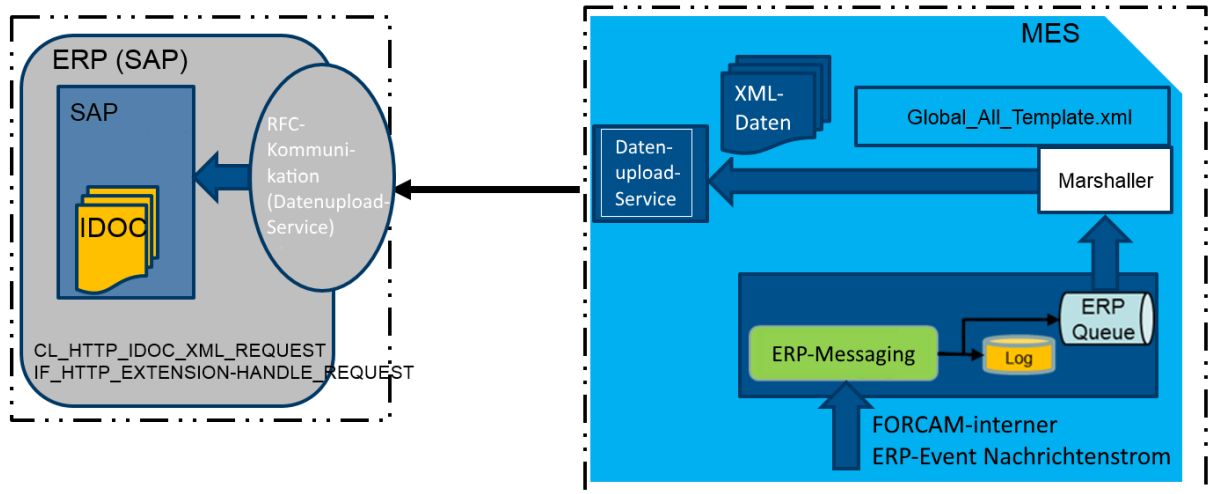 ERP (SAP)
SAP
IDOC
RFC-
Kommuni-
kation
(Datenupload-
Service)
CL_HTTP_IDOC_XML_REQUEST
IF_HTTP_EXTENSION-HANDLE_REQUEST
MES
XML-
Daten
Global_All_Template.xml
Daten-
upload-
Service
Marshaller
ERP
Queue
ERP-Messaging
Log
FORCAM-interner
ERP-Event Nachrichtenstrom